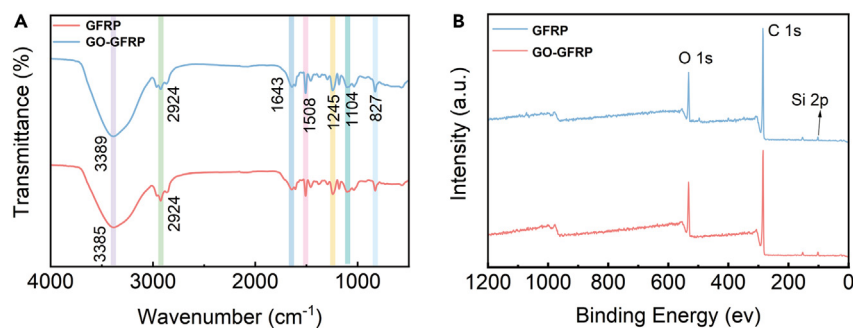 A
GFRP
GO-GFRP
Transmittance (%)
3389
2924
1643
1508
1245
1104
827
3385
2924
4000 3000 2000 1000
Wavenumber (cm⁻¹)
B
GFRP
GO-GFRP
C 1s
O 1s
Si 2p
Intensity (a.u.)
1200 1000 800 600 400 200 0
Binding Energy (ev)